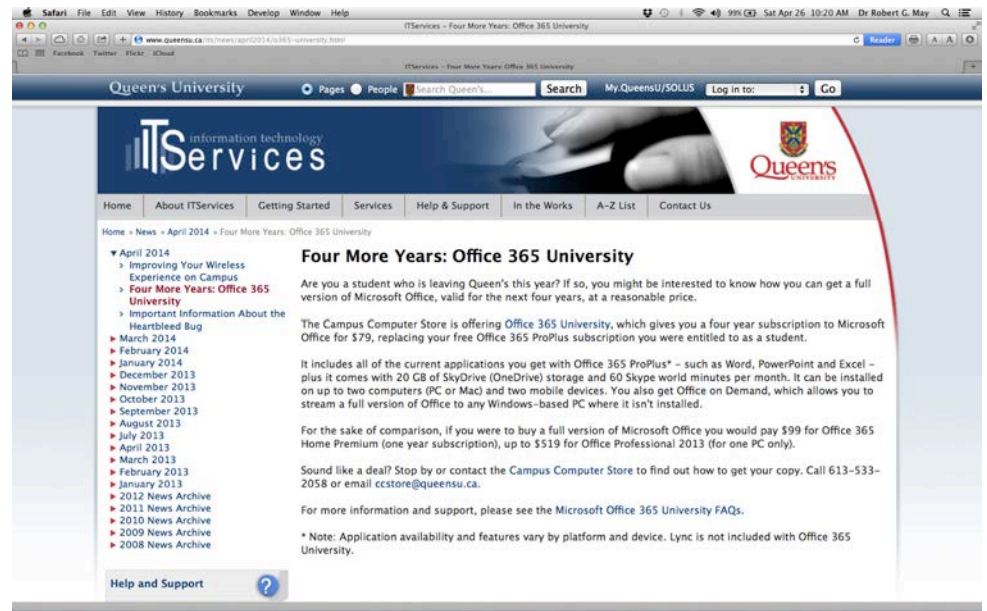 Safari File Edit View History Bookmarks Develop Window Help
99% Sat Apr 26 10:20 AM Dr Robert G. May
ITServices - Four More Years: Office 365 University
www.queensu.ca/its/news/april2014/o365-university.html
Reader
A A
Facebook Twitter Flickr iCloud
ITServices - Four More Years: Office 365 University
Queen's University
Pages People Search Queen's... Search My.QueensU/SOLUS Log in to: Go
information technology
ITServices
Queen's
UNIVERSITY
Home About ITServices Getting Started Services Help & Support In the Works A-Z List Contact Us
Home » News » April 2014 » Four More Years: Office 365 University
April 2014
Improving Your Wireless
Experience on Campus
Four More Years: Office 365
University
Important Information About the
Heartbleed Bug
March 2014
February 2014
January 2014
December 2013
November 2013
October 2013
September 2013
August 2013
July 2013
April 2013
March 2013
February 2013
January 2013
2012 News Archive
2011 News Archive
2010 News Archive
2009 News Archive
2008 News Archive
Help and Support
?
Four More Years: Office 365 University
Are you a student who is leaving Queen's this year? If so, you might be interested to know how you can get a full
version of Microsoft Office, valid for the next four years, at a reasonable price.
The Campus Computer Store is offering Office 365 University, which gives you a four year subscription to Microsoft
Office for $79, replacing your free Office 365 ProPlus subscription you were entitled to as a student.
It includes all of the current applications you get with Office 365 ProPlus* – such as Word, PowerPoint and Excel –
plus it comes with 20 GB of SkyDrive (OneDrive) storage and 60 Skype world minutes per month. It can be installed
on up to two computers (PC or Mac) and two mobile devices. You also get Office on Demand, which allows you to
stream a full version of Office to any Windows-based PC where it isn't installed.
For the sake of comparison, if you were to buy a full version of Microsoft Office you would pay $99 for Office 365
Home Premium (one year subscription), up to $519 for Office Professional 2013 (for one PC only).
Sound like a deal? Stop by or contact the Campus Computer Store to find out how to get your copy. Call 613-533-
2058 or email ccstore@queensu.ca.
For more information and support, please see the Microsoft Office 365 University FAQs.
* Note: Application availability and features vary by platform and device. Lync is not included with Office 365
University.